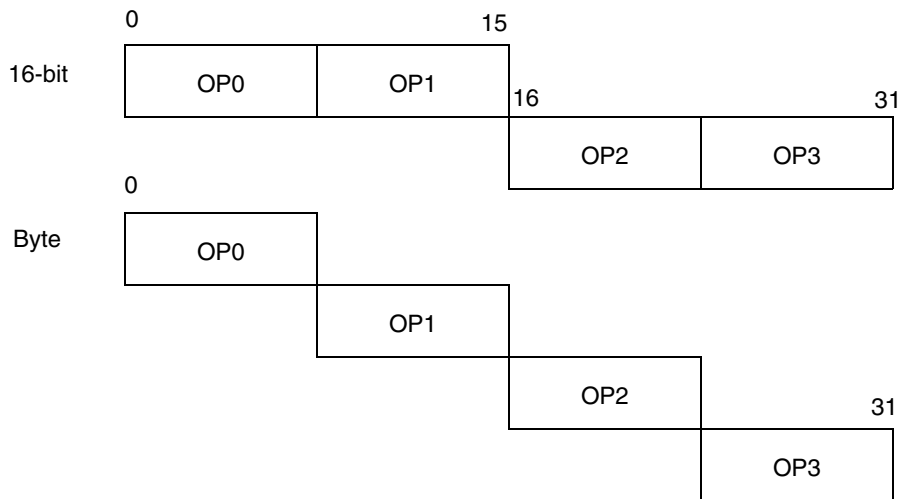 0 15
16-bit OP0 OP1
16 31
OP2 OP3
0
Byte OP0
OP1
OP2
31
OP3